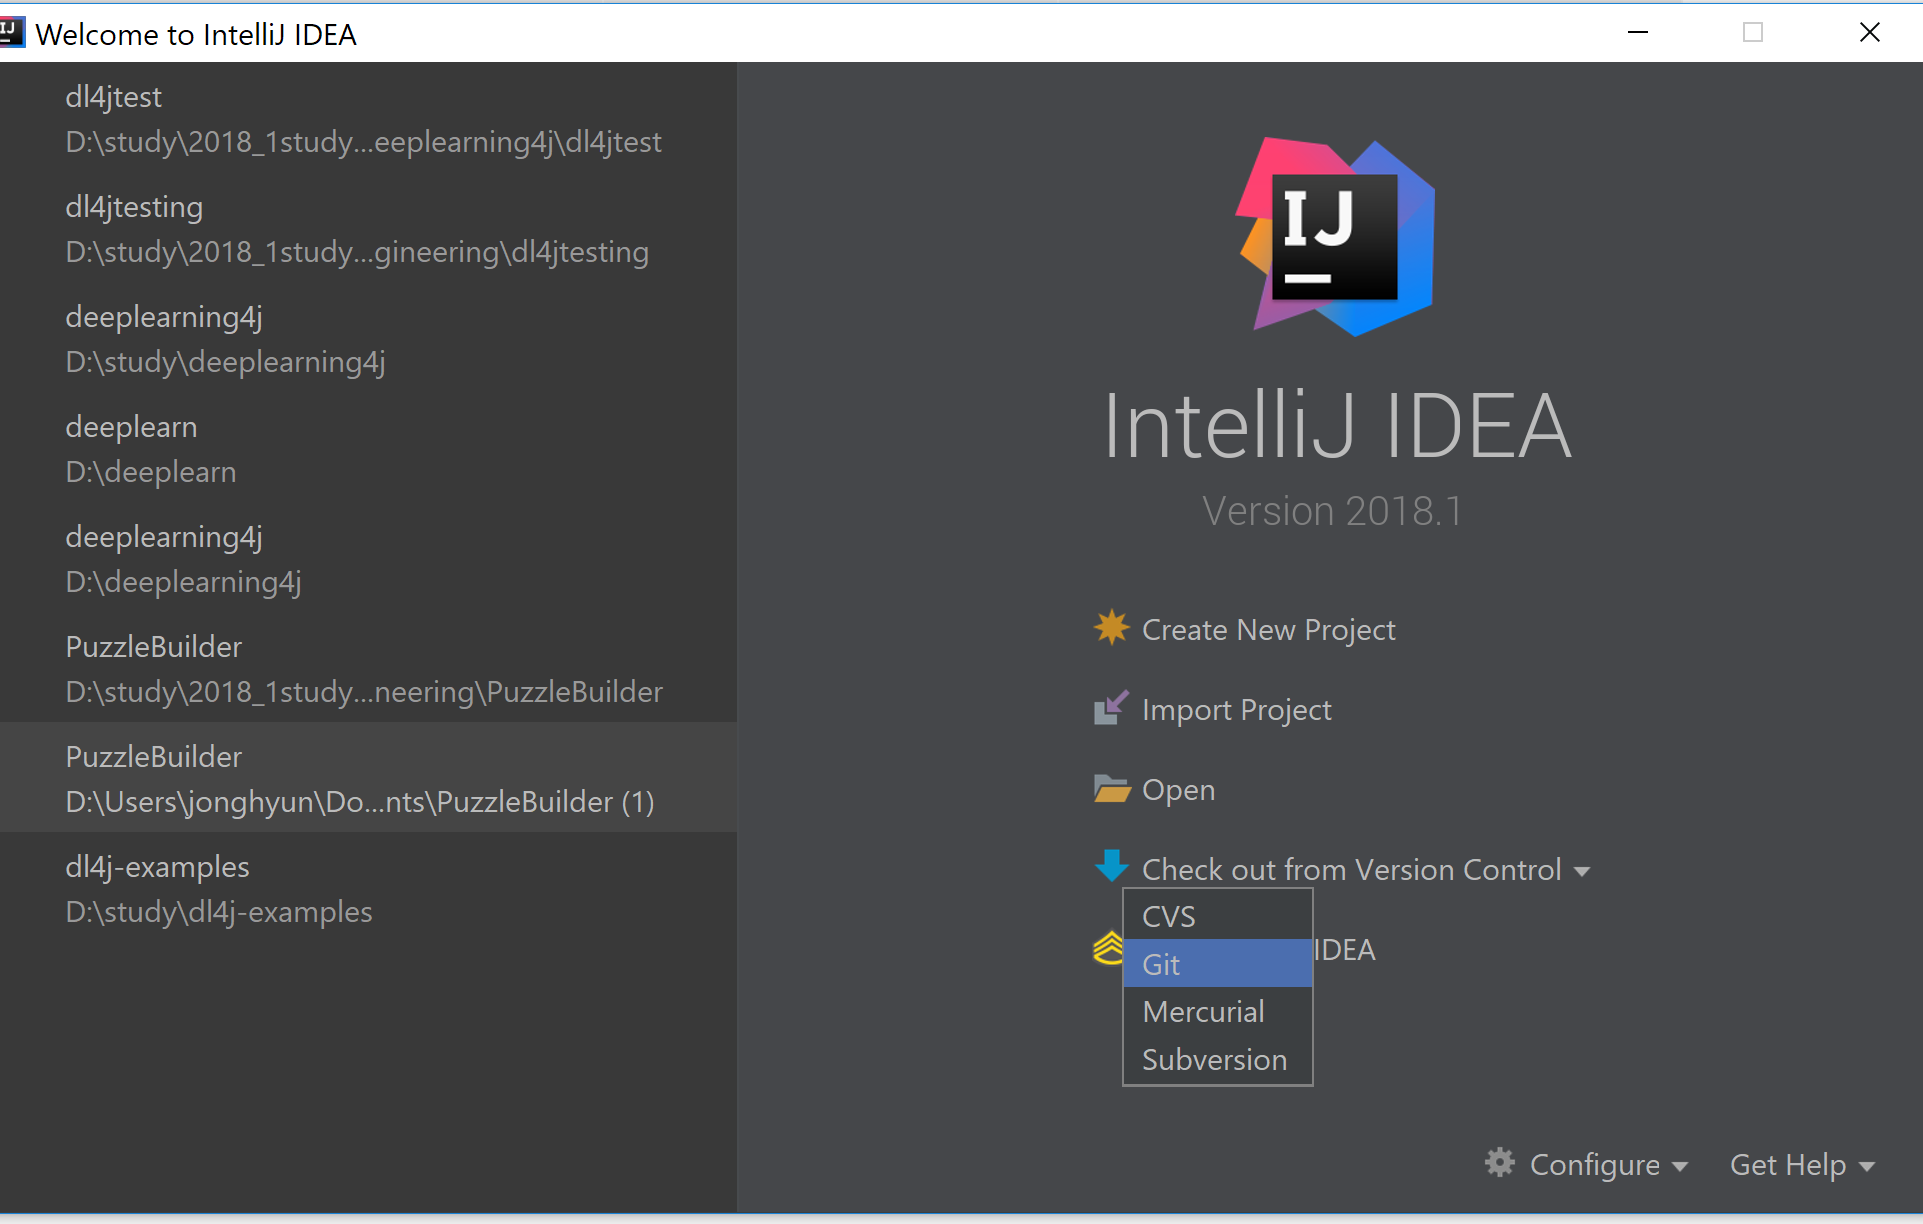 IJ
Welcome to IntelliJ IDEA
dl4jtest
D:\study\2018_1study...eeplearning4j\dl4jtest
dl4jtesting
D:\study\2018_1study...gineering\dl4jtesting
deeplearning4j
D:\study\deeplearning4j
deeplearn
D:\deeplearn
deeplearning4j
D:\deeplearning4j
PuzzleBuilder
D:\study\2018_1study...neering\PuzzleBuilder
PuzzleBuilder
D:\Users\jonghyun\Do...nts\PuzzleBuilder (1)
dl4j-examples
D:\study\dl4j-examples
IJ
IntelliJ IDEA
Version 2018.1
Create New Project
Import Project
Open
Check out from Version Control
CVS
Git
IDEA
Mercurial
Subversion
Configure
Get Help